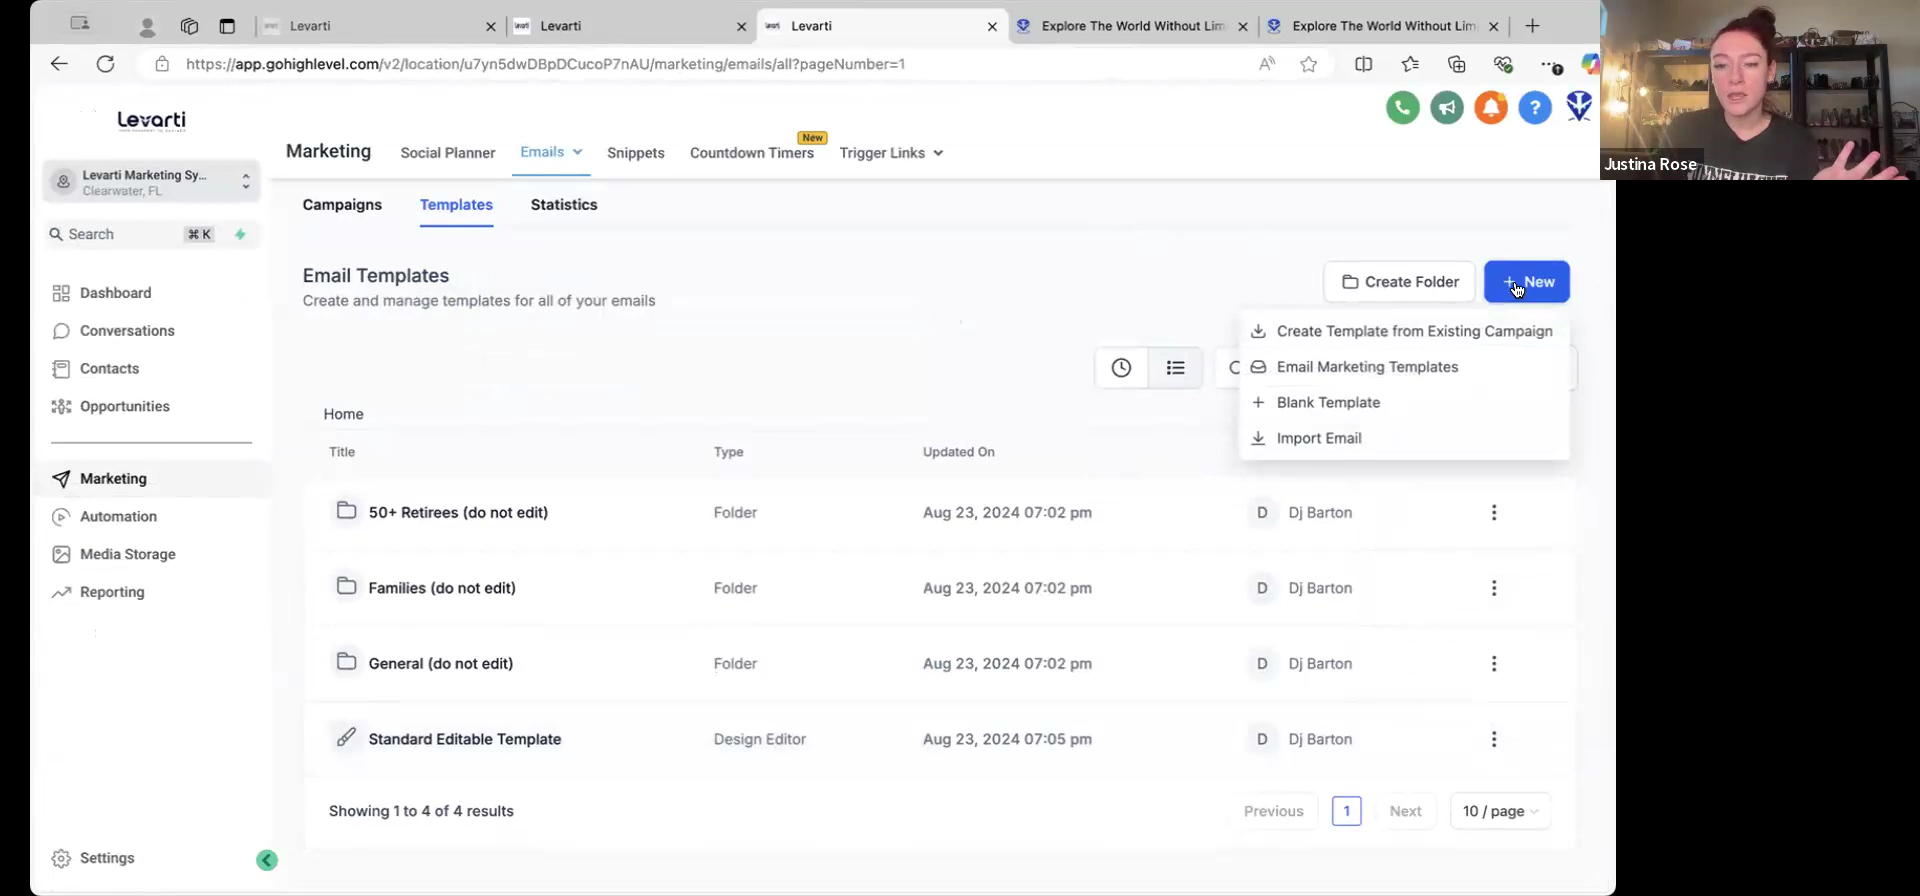 Levarti
Levarti
Levarti
Explore The World Without Lim
Explore The World Without Lim
https://app.gohighlevel.com/v2/location/u7yn5dwDBpDCucoP7nAU/marketing/emails/all?pageNumber=1
Justina Rose
Levarti
Levarti Marketing Sy...
Clearwater, FL
Search ⌘ K
Dashboard
Conversations
Contacts
Opportunities
Marketing
Automation
Media Storage
Reporting
Settings
Marketing Social Planner Emails Snippets Countdown Timers New Trigger Links
Campaigns Templates Statistics
Email Templates
Create and manage templates for all of your emails
Create Folder
+ New
Create Template from Existing Campaign
Email Marketing Templates
Blank Template
Import Email
Home
Title Type Updated On
50+ Retirees (do not edit) Folder Aug 23, 2024 07:02 pm D Dj Barton
Families (do not edit) Folder Aug 23, 2024 07:02 pm D Dj Barton
General (do not edit) Folder Aug 23, 2024 07:02 pm D Dj Barton
Standard Editable Template Design Editor Aug 23, 2024 07:05 pm D Dj Barton
Showing 1 to 4 of 4 results Previous 1 Next 10 / page